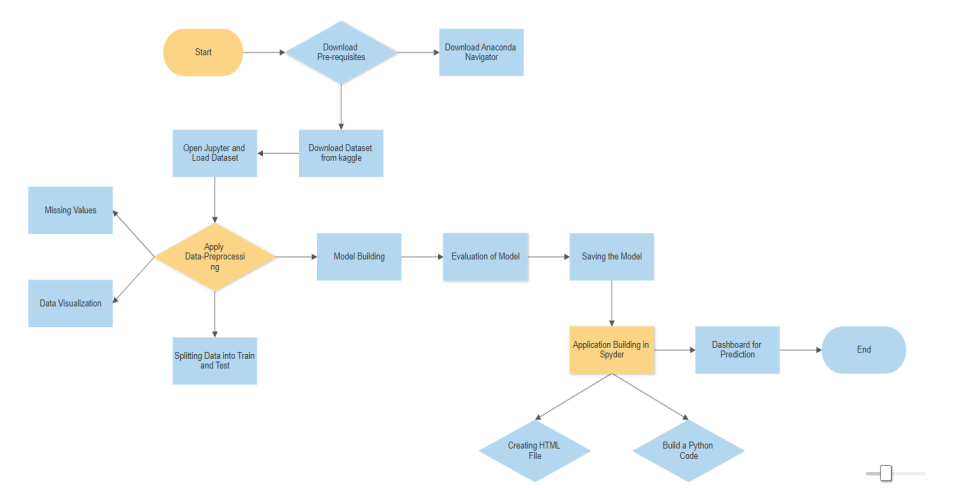 Start
Download
Pre-requisites
Download Anaconda
Navigator
Open Jupyter and
Load Dataset
Download Dataset
from kaggle
Missing Values
Apply
Data-Preprocessi
ng
Model Building
Evaluation of Model
Saving the Model
Data Visualization
Splitting Data into Train
and Test
Application Building in
Spyder
Dashboard for
Prediction
End
Creating HTML
File
Build a Python
Code